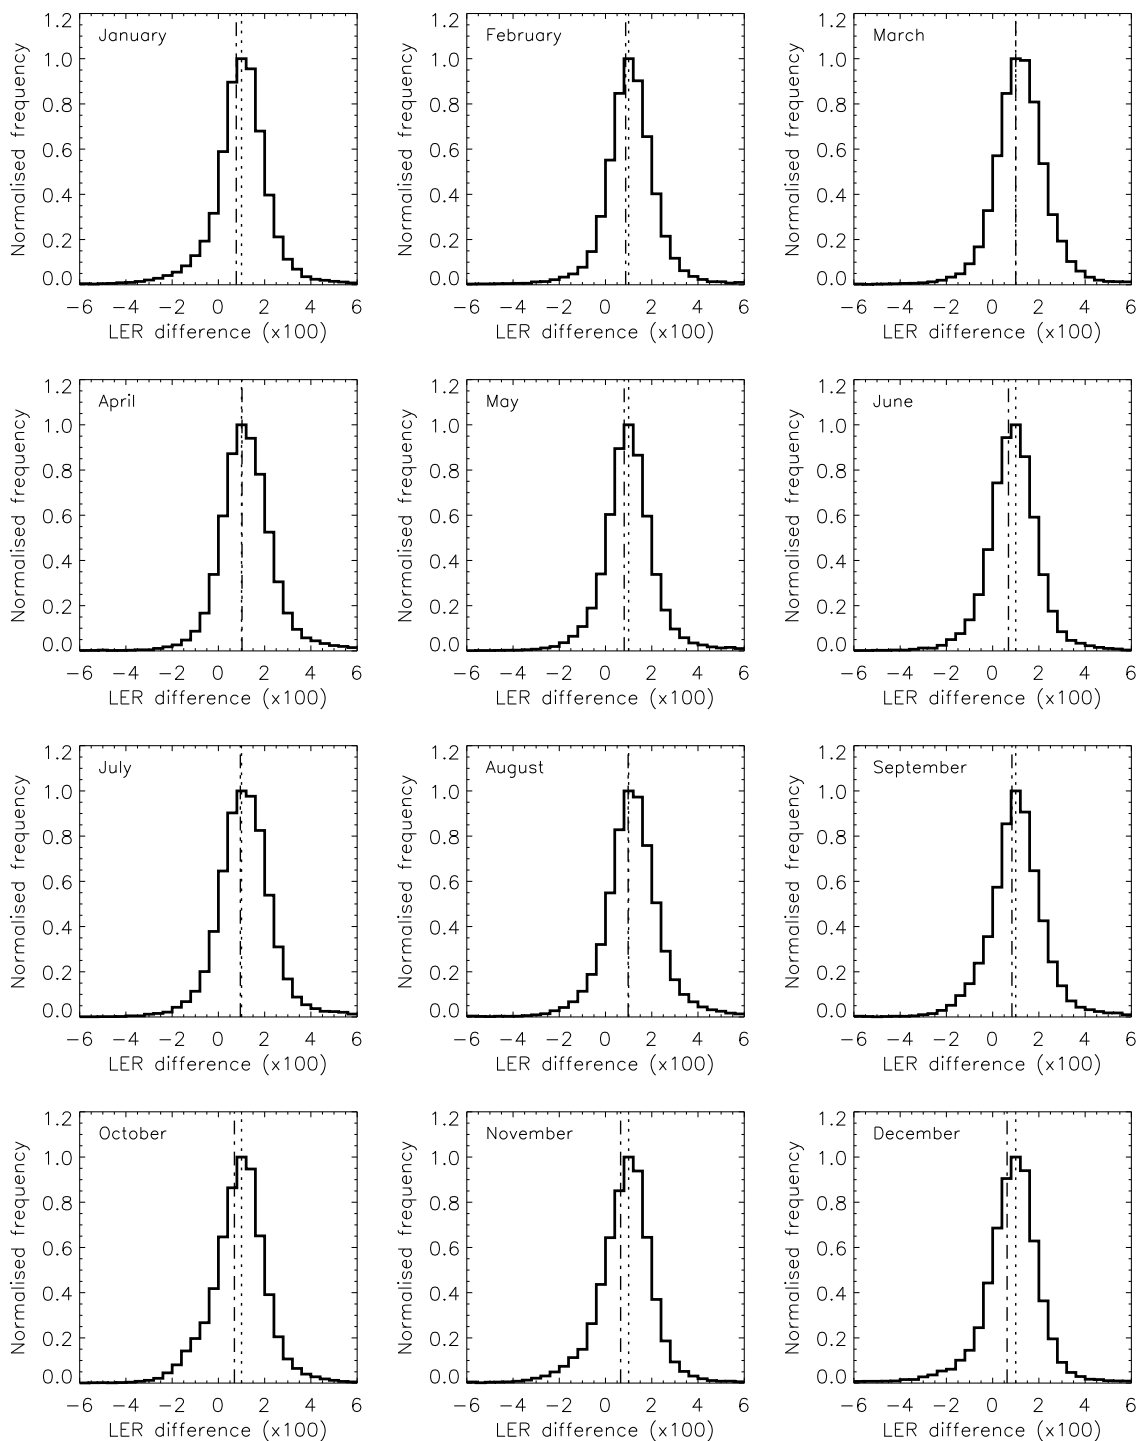 January
1.2
1.0
0.8
0.6
0.4
0.2
0.0
Normalised frequency
−6 −4 −2 0 2 4 6
LER difference (x100)
February
1.2
1.0
0.8
0.6
0.4
0.2
0.0
Normalised frequency
−6 −4 −2 0 2 4 6
LER difference (x100)
March
1.2
1.0
0.8
0.6
0.4
0.2
0.0
Normalised frequency
−6 −4 −2 0 2 4 6
LER difference (x100)
April
1.2
1.0
0.8
0.6
0.4
0.2
0.0
Normalised frequency
−6 −4 −2 0 2 4 6
LER difference (x100)
May
1.2
1.0
0.8
0.6
0.4
0.2
0.0
Normalised frequency
−6 −4 −2 0 2 4 6
LER difference (x100)
June
1.2
1.0
0.8
0.6
0.4
0.2
0.0
Normalised frequency
−6 −4 −2 0 2 4 6
LER difference (x100)
July
1.2
1.0
0.8
0.6
0.4
0.2
0.0
Normalised frequency
−6 −4 −2 0 2 4 6
LER difference (x100)
August
1.2
1.0
0.8
0.6
0.4
0.2
0.0
Normalised frequency
−6 −4 −2 0 2 4 6
LER difference (x100)
September
1.2
1.0
0.8
0.6
0.4
0.2
0.0
Normalised frequency
−6 −4 −2 0 2 4 6
LER difference (x100)
October
1.2
1.0
0.8
0.6
0.4
0.2
0.0
Normalised frequency
−6 −4 −2 0 2 4 6
LER difference (x100)
November
1.2
1.0
0.8
0.6
0.4
0.2
0.0
Normalised frequency
−6 −4 −2 0 2 4 6
LER difference (x100)
December
1.2
1.0
0.8
0.6
0.4
0.2
0.0
Normalised frequency
−6 −4 −2 0 2 4 6
LER difference (x100)